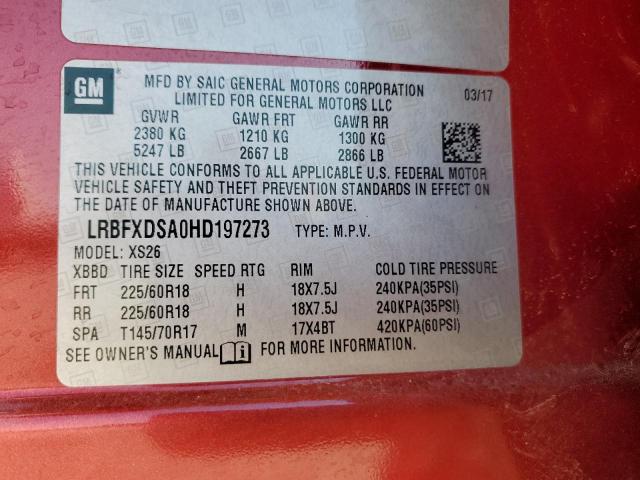 GM
MFD BY SAIC GENERAL MOTORS CORPORATION
LIMITED FOR GENERAL MOTORS LLC
03/17
GVWR GAWR FRT GAWR RR
2380 KG 1210 KG 1300 KG
5247 LB 2667 LB 2866 LB
THIS VEHICLE CONFORMS TO ALL APPLICABLE U.S. FEDERAL MOTOR
VEHICLE SAFETY AND THEFT PREVENTION STANDARDS IN EFFECT ON
THE DATE OF MANUFACTURE SHOWN ABOVE.
LRBFXDSA0HD197273 TYPE: M.P.V.
MODEL: XS26
XBBD TIRE SIZE SPEED RTG RIM COLD TIRE PRESSURE
FRT 225/60R18 H 18X7.5J 240KPA(35PSI)
RR 225/60R18 H 18X7.5J 240KPA(35PSI)
SPA T145/70R17 M 17X4BT 420KPA(60PSI)
SEE OWNER'S MANUAL FOR MORE INFORMATION.